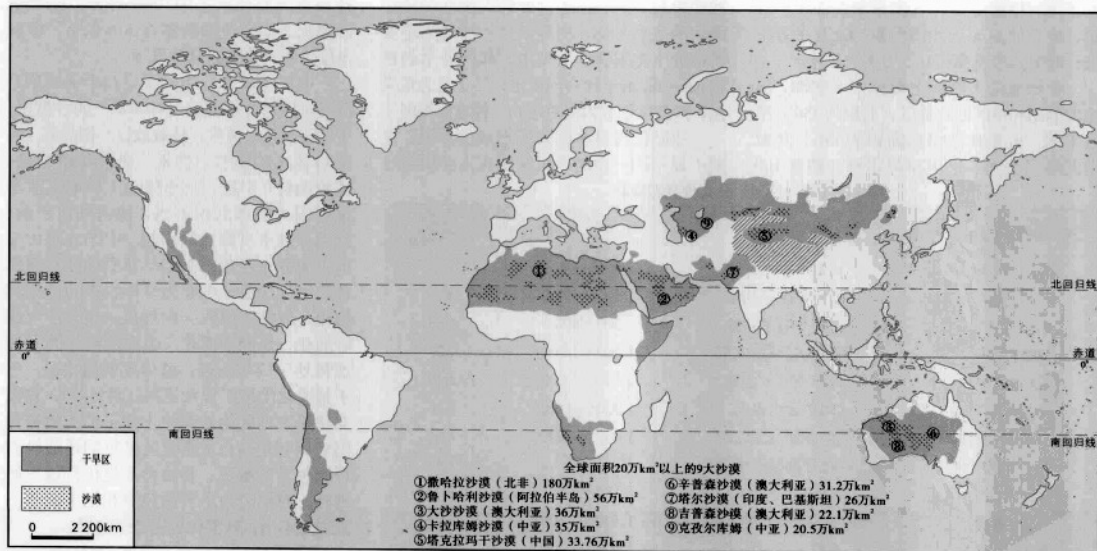 北回归线
北回归线
赤道
0°
赤道
0°
南回归线
南回归线
干旱区
沙漠
0 2 200km
① ② ③ ④ ⑤ ⑥ ⑦ ⑧ ⑨
全球面积20万km²以上的9大沙漠
①撒哈拉沙漠（北非）180万km²
②鲁卜哈利沙漠（阿拉伯半岛）56万km²
③大沙沙漠（澳大利亚）36万km²
④卡拉库姆沙漠（中亚）35万km²
⑤塔克拉玛干沙漠（中国）33.76万km²
⑥辛普森沙漠（澳大利亚）31.2万km²
⑦塔尔沙漠（印度、巴基斯坦）26万km²
⑧吉普森沙漠（澳大利亚）22.1万km²
⑨克孜尔库姆（中亚）20.5万km²